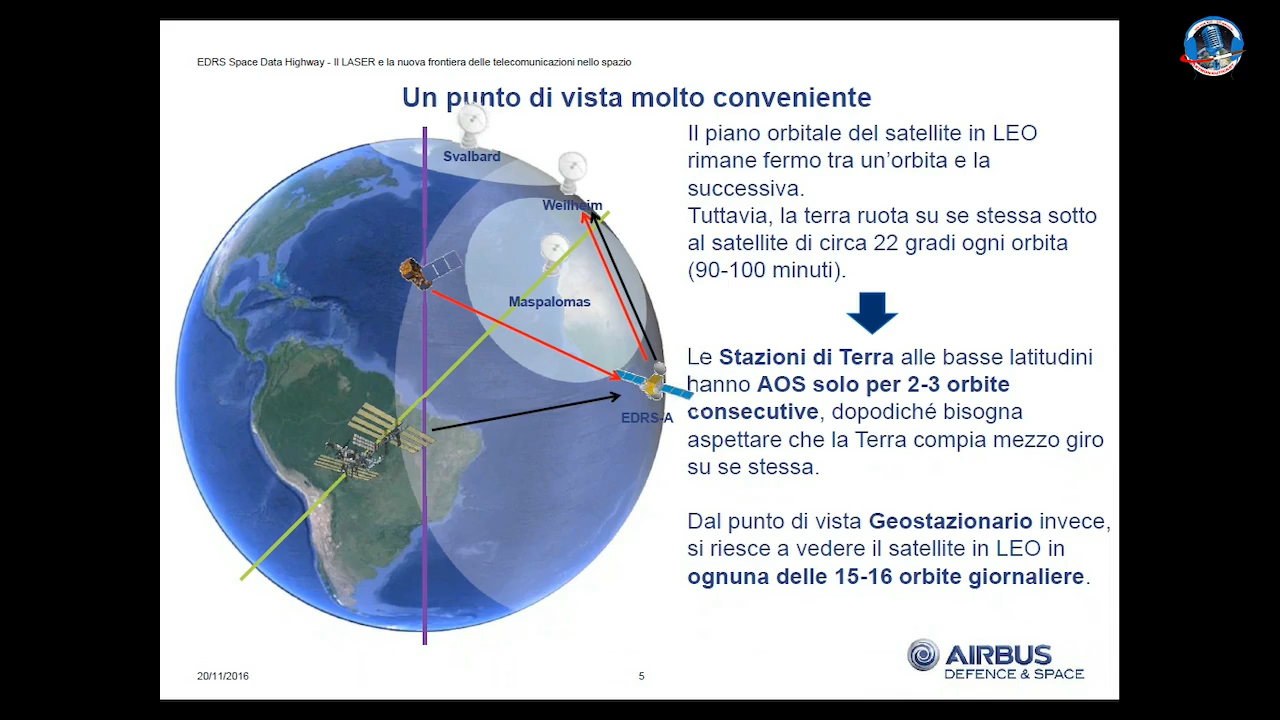 EDRS Space Data Highway - Il LASER e la nuova frontiera delle telecomunicazioni nello spazio
Un punto di vista molto conveniente
Svalbard
Weilheim
Maspalomas
EDRS-A
Il piano orbitale del satellite in LEO
rimane fermo tra un'orbita e la
successiva.
Tuttavia, la terra ruota su se stessa sotto
al satellite di circa 22 gradi ogni orbita
(90-100 minuti).
Le Stazioni di Terra alle basse latitudini
hanno AOS solo per 2-3 orbite
consecutive, dopodiché bisogna
aspettare che la Terra compia mezzo giro
su se stessa.
Dal punto di vista Geostazionario invece,
si riesce a vedere il satellite in LEO in
ognuna delle 15-16 orbite giornaliere.
AIRBUS
DEFENCE & SPACE
20/11/2016
5